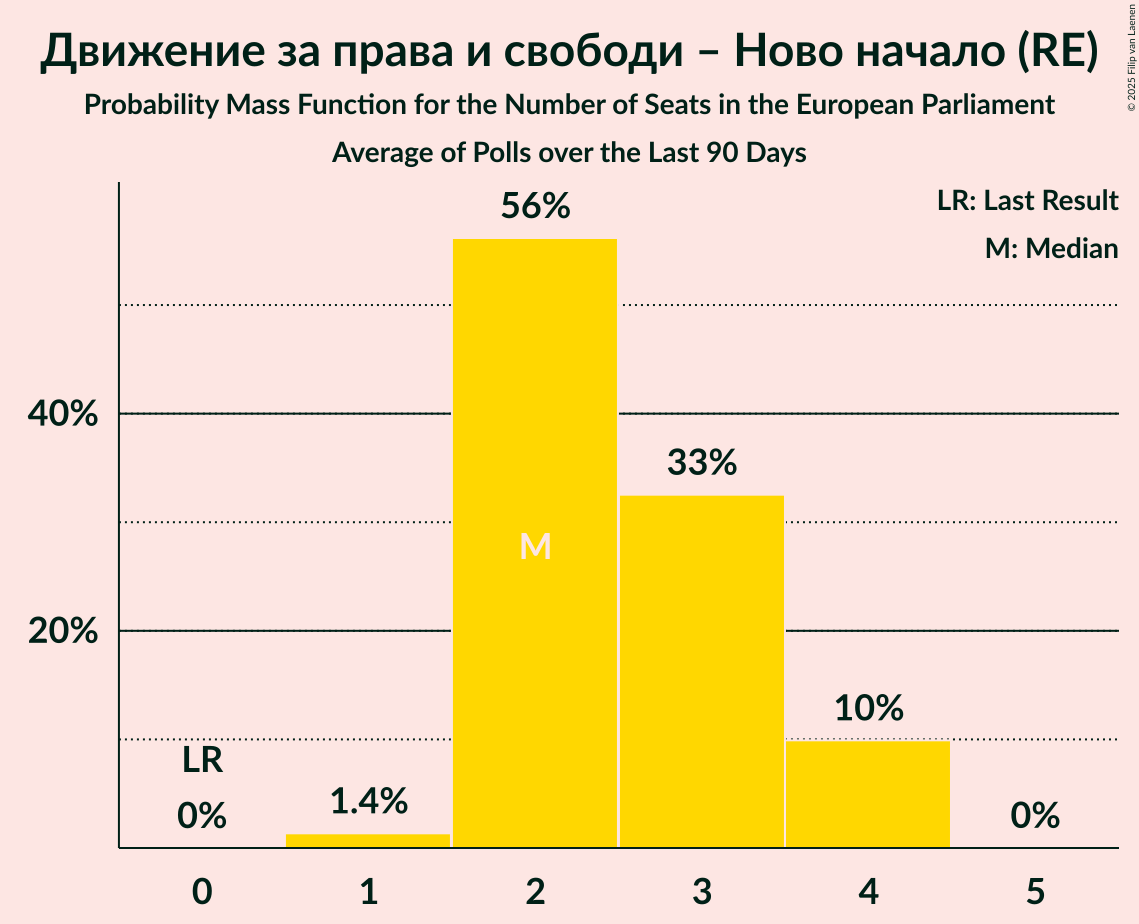 Движение за права и свободи – Ново начало (RE)
Probability Mass Function for the Number of Seats in the European Parliament
Average of Polls over the Last 90 Days
© 2025 Filip van Laenen
LR: Last Result
M: Median
56%
40%
33%
M
20%
10%
LR
0%
1.4%
0%
0 1 2 3 4 5